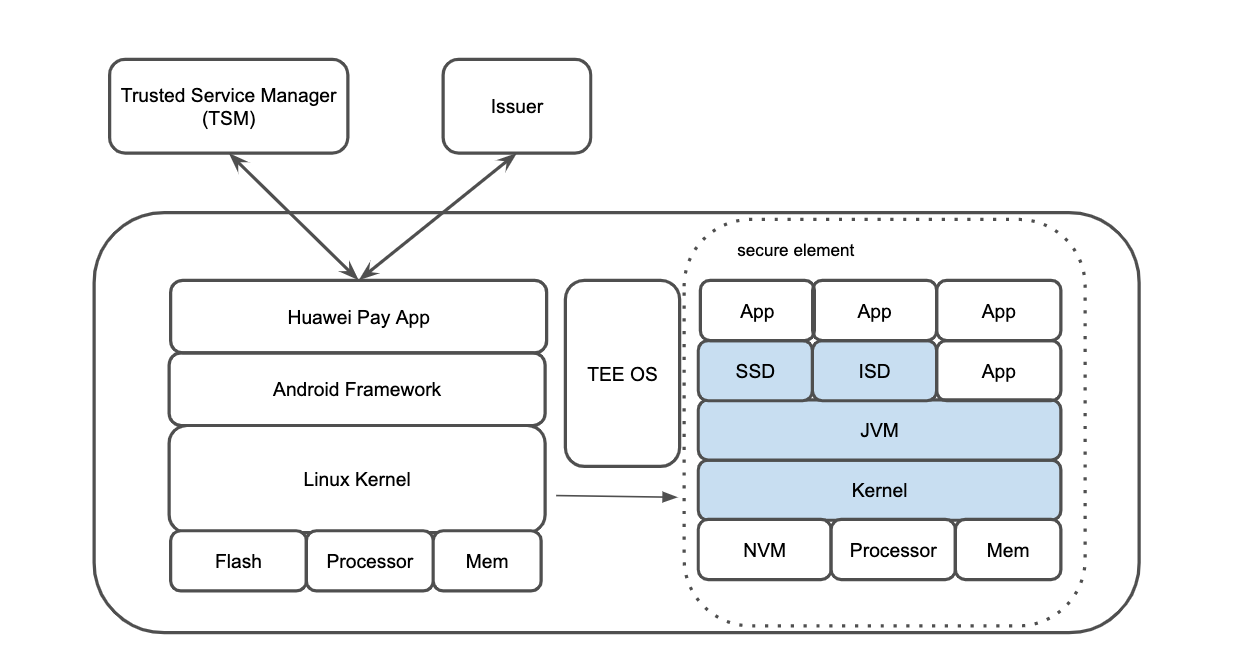 Trusted Service Manager
(TSM)
Issuer
secure element
Huawei Pay App
Android Framework
Linux Kernel
Flash
Processor
Mem
TEE OS
App
App
App
SSD
ISD
App
JVM
Kernel
NVM
Processor
Mem